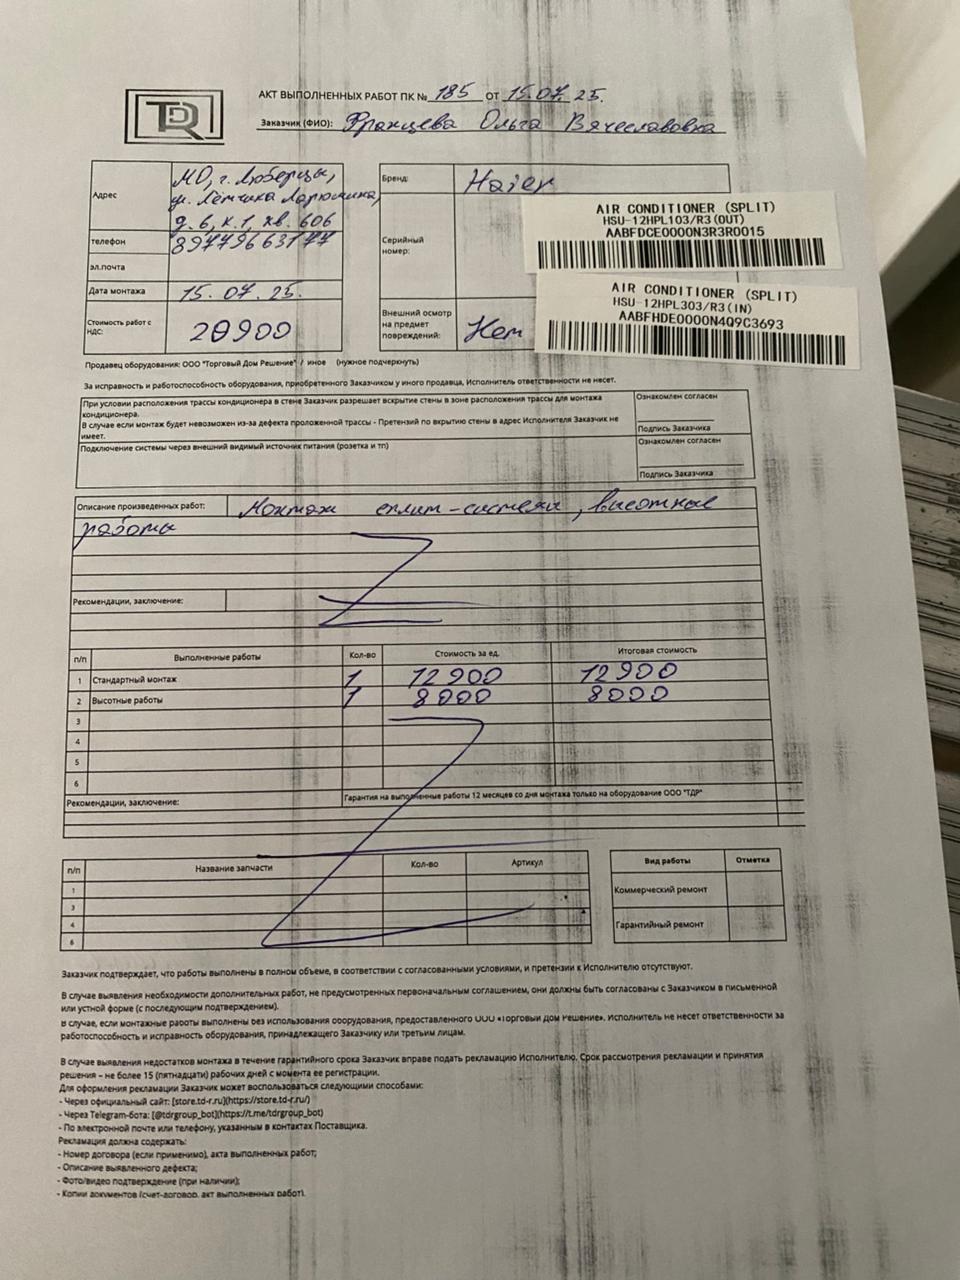 TDR
АКТ ВЫПОЛНЕННЫХ РАБОТ ПК № 185 ОТ 15.07.25.
Заказчик (ФИО): Францева Ольга Вячеславовна
Адрес
МО, г. Люберцы,
ул. Лётчика Ларюшина,
д. 6, к. 1, кв. 606
телефон
89779663177
эл.почта
Дата монтажа
15. 07. 25.
Стоимость работ с НДС:
20900
Бренд:
Haier
Серийный номер:
AIR CONDITIONER (SPLIT)
HSU-12HPL103/R3(OUT)
AABFDCE0000N3R3R0015
AIR CONDITIONER (SPLIT)
HSU-12HPL303/R3(IN)
AABFHDE0000N4Q9C3693
Внешний осмотр на предмет повреждений:
Нет
Продавец оборудования: ООО "Торговый Дом Решение" / иное (нужное подчеркнуть)
За исправность и работоспособность оборудования, приобретенного Заказчиком у иного продавца, Исполнитель ответственности не несет.
При условии расположения трассы кондиционера в стене Заказчик разрешает вскрытие стены в зоне расположения трассы для монтажа
кондиционера.
В случае если монтаж будет невозможен из-за дефекта проложенной трассы - Претензий по вскрытию стены в адрес Исполнителя Заказчик не
имеет.
Ознакомлен согласен
Подпись Заказчика
Подключение системы через внешний видимый источник питания (розетка и тп)
Ознакомлен согласен
Подпись Заказчика
Описание произведенных работ: Монтаж сплит-системы, высотные
работы
Рекомендации, заключение:
п/п Выполненные работы Кол-во Стоимость за ед. Итоговая стоимость
1 Стандартный монтаж 1 12900 12900
2 Высотные работы 1 8000 8000
3
4
5
6
Рекомендации, заключение: Гарантия на выполненные работы 12 месяцев со дня монтажа только на оборудование ООО "ТДР"
п/п Название запчасти Кол-во Артикул
1
3
4
6
Вид работы Отметка
Коммерческий ремонт
Гарантийный ремонт
Заказчик подтверждает, что работы выполнены в полном объеме, в соответствии с согласованными условиями, и претензии к Исполнителю отсутствуют.
В случае выявления необходимости дополнительных работ, не предусмотренных первоначальным соглашением, они должны быть согласованы с Заказчиком в письменной
или устной форме (с последующим подтверждением).
В случае, если монтажные работы выполнены без использования оборудования, предоставленного ООО «Торговый Дом Решение». Исполнитель не несет ответственности за
работоспособность и исправность оборудования, принадлежащего Заказчику или третьим лицам.
В случае выявления недостатков монтажа в течение гарантийного срока Заказчик вправе подать рекламацию Исполнителю. Срок рассмотрения рекламации и принятия
решения – не более 15 (пятнадцати) рабочих дней с момента ее регистрации.
Для оформления рекламации Заказчик может воспользоваться следующими способами:
- Через официальный сайт: [store.td-r.ru](https://store.td-r.ru/)
- Через Telegram-бота: [@tdrgroup_bot](https://t.me/tdrgroup_bot)
- По электронной почте или телефону, указанным в контактах Поставщика.
Рекламация должна содержать:
- Номер договора (если применимо), акта выполненных работ;
- Описание выявленного дефекта;
- Фото/видео подтверждение (при наличии);
- Копии документов (счет-договор, акт выполненных работ).